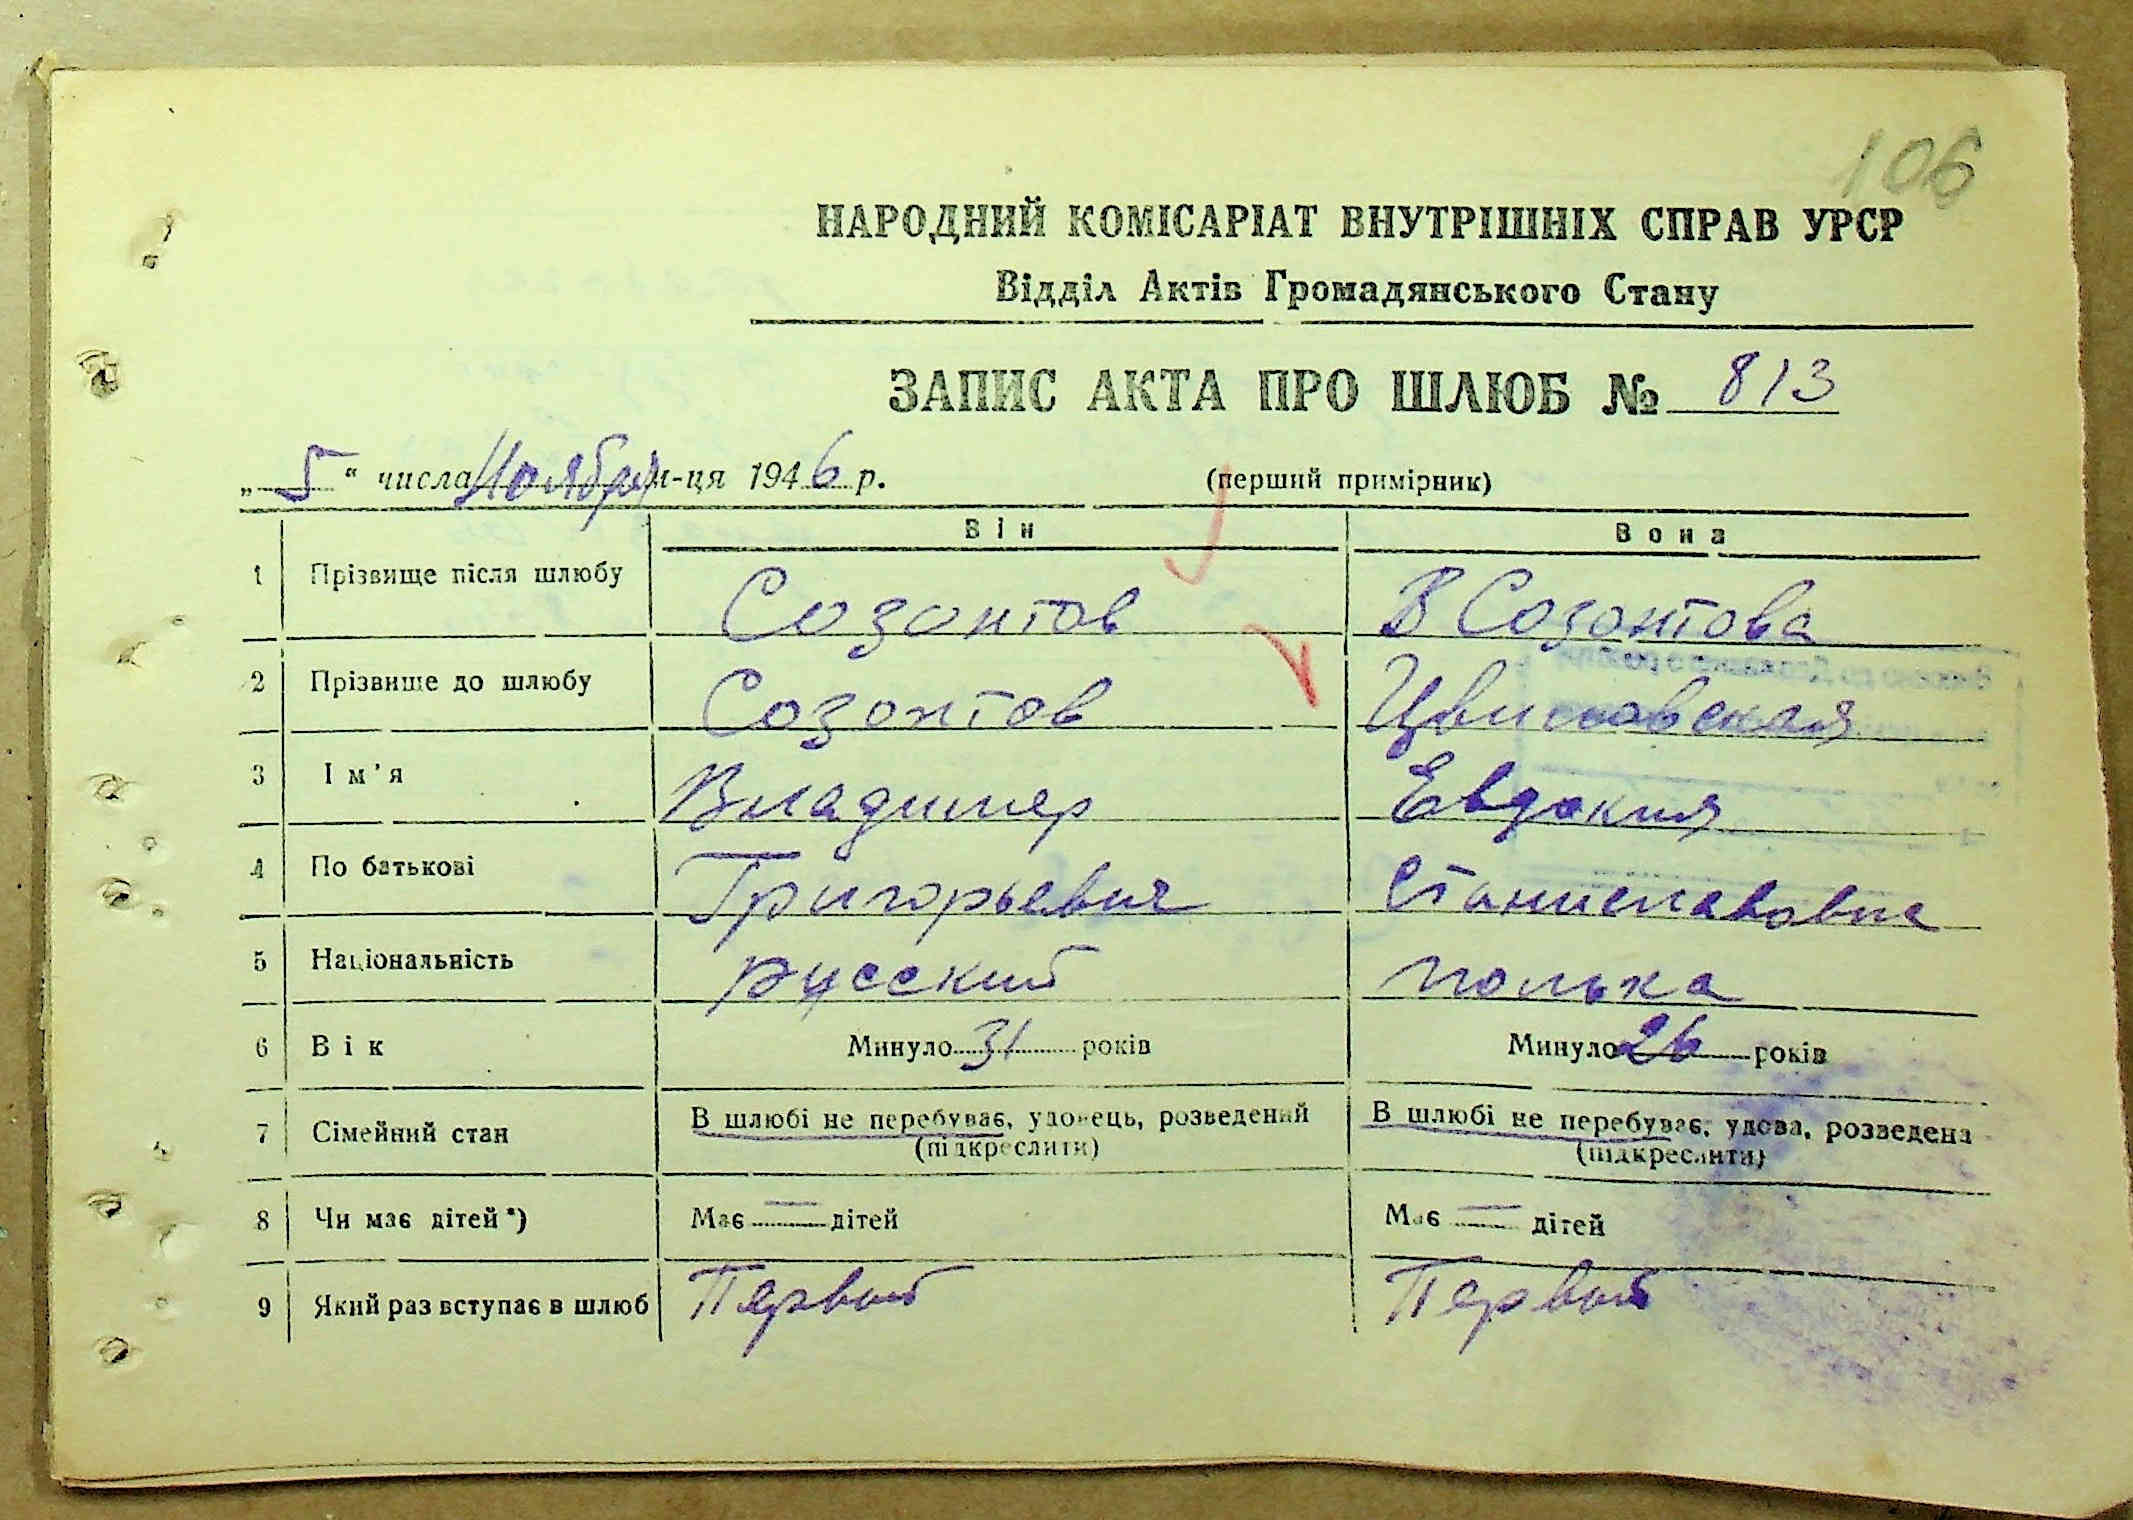 106
НАРОДНИЙ КОМІСАРІАТ ВНУТРІШНІХ СПРАВ УРСР
Відділ Актів Громадянського Стану
ЗАПИС АКТА ПРО ШЛЮБ № 813
„5“ числа Ноября м-ця 1946 р. (перший примірник)
Він Вона
1 Прізвище після шлюбу Созонтов В Созонтова
2 Прізвище до шлюбу Созонтов
3 Ім’я Владимер Евдокия
4 По батькові Григорьевич Станиславовна
5 Національність русский полька
6 Вік Минуло 31 років Минуло 26 років
7 Сімейний стан В шлюбі не перебуває, удовець, розведений В шлюбі не перебуває, удова, розведена
(підкреслити) (підкреслити)
8 Чи має дітей*) Має — дітей Має — дітей
9 Який раз вступає в шлюб Первый Первый